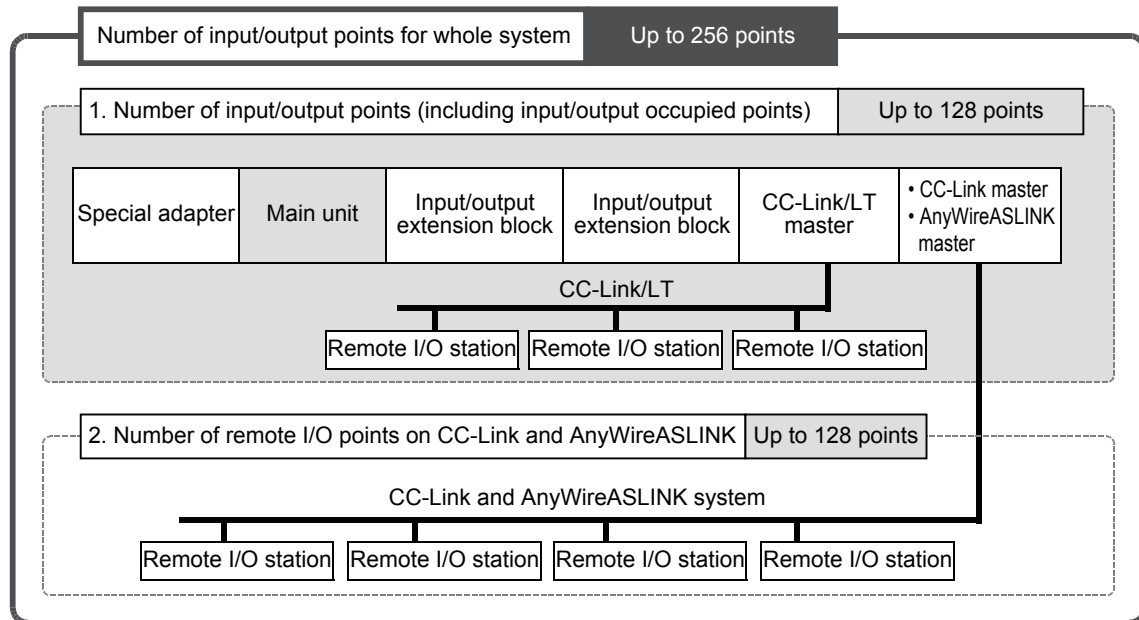 Number of input/output points for whole system Up to 256 points
1. Number of input/output points (including input/output occupied points) Up to 128 points
Special adapter
Main unit
Input/output
extension block
Input/output
extension block
CC-Link/LT
master
• CC-Link master
• AnyWireASLINK
master
CC-Link/LT
Remote I/O station Remote I/O station Remote I/O station
2. Number of remote I/O points on CC-Link and AnyWireASLINK Up to 128 points
CC-Link and AnyWireASLINK system
Remote I/O station Remote I/O station Remote I/O station Remote I/O station